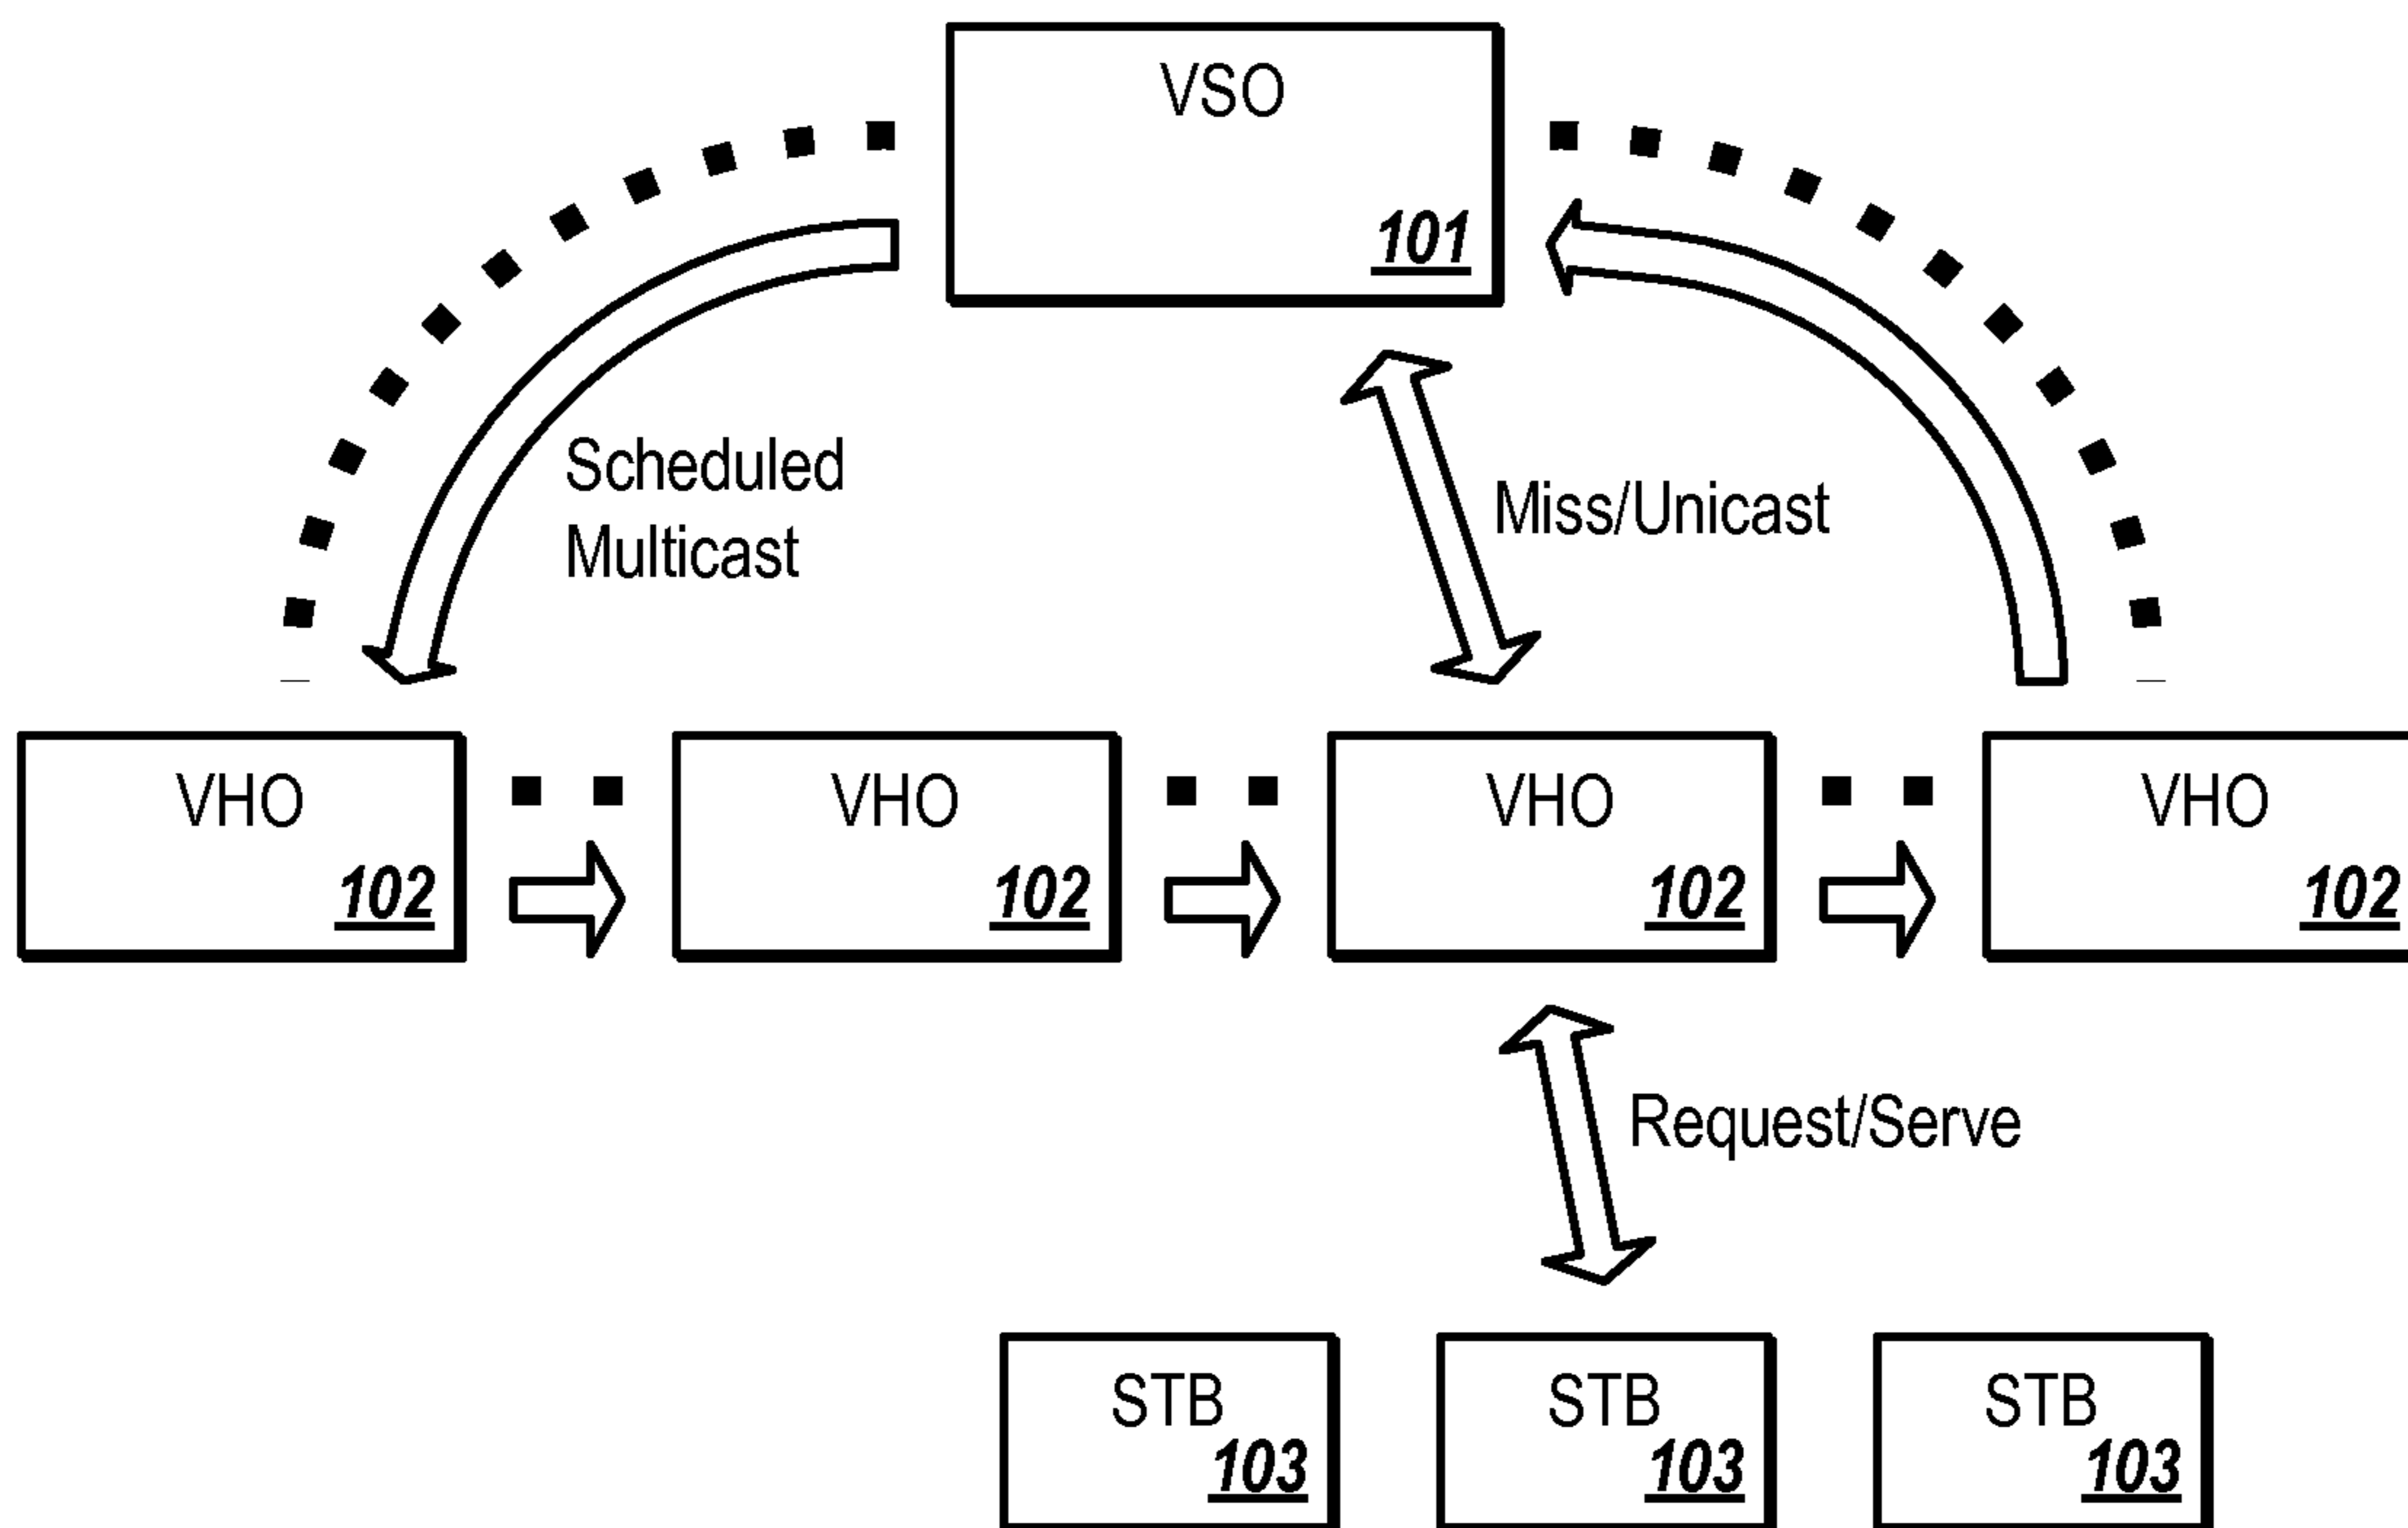 VSO
101
Scheduled
Multicast
Miss/Unicast
VHO
102
VHO
102
VHO
102
VHO
102
Request/Serve
STB
103
STB
103
STB
103